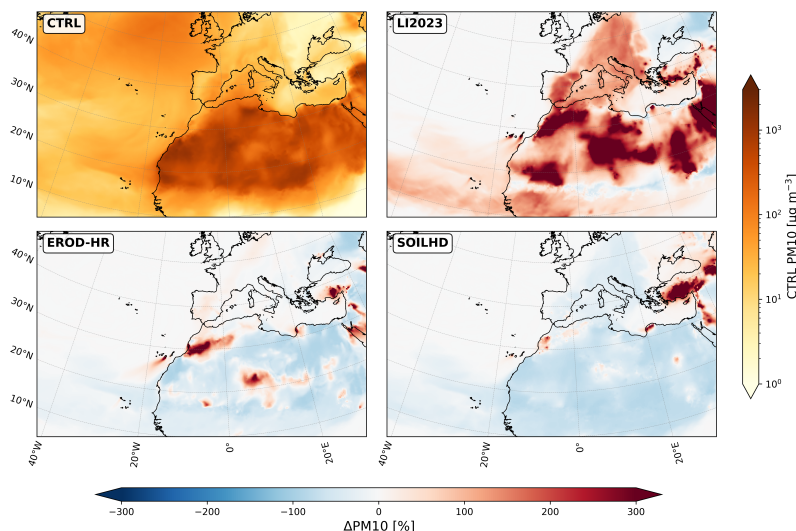 CTRL
LI2023
40°N
30°N
20°N
10°N
EROD-HR
SOILHD
40°N
30°N
20°N
10°N
40°W
20°W
0°
20°E
40°W
20°W
0°
20°E
10³
10²
10¹
10⁰
CTRL PM10 [µg m⁻³]
−300
−200
−100
0
100
200
300
ΔPM10 [%]